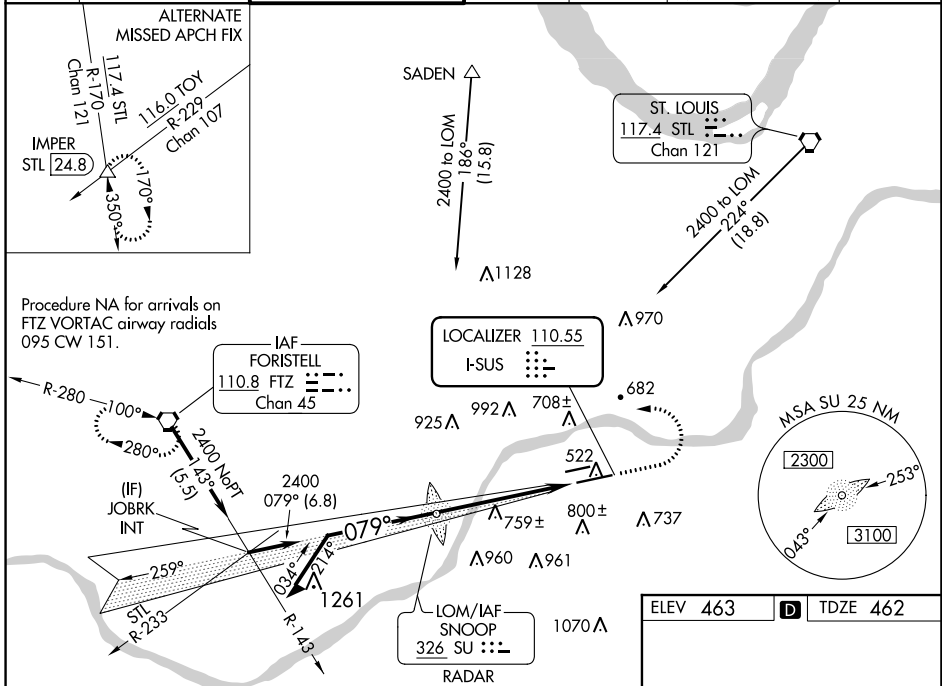 ALTERNATE
MISSED APCH FIX
117.4 STL
R-170
Chan 121
116.0 TOY
R-229
Chan 107
IMPER
STL 24.8
170°
350°
SADEN
2400 to LOM
186°
(15.8)
ST. LOUIS
117.4 STL
Chan 121
2400 to LOM
224°
(18.8)
1128
970
Procedure NA for arrivals on
FTZ VORTAC airway radials
095 CW 151.
IAF
FORISTELL
110.8 FTZ
Chan 45
LOCALIZER 110.55
I-SUS
R-280
100°
280°
2400 NoPT
143°
(5.5)
682
925
992
708±
522
MSA SU 25 NM
2300
253°
043°
3100
(IF)
JOBRK
INT
2400
079° (6.8)
079°
759±
800±
737
259°
034°
214°
1261
960
961
STL
R-233
R-143
LOM/IAF
SNOOP
326 SU
RADAR
1070
ELEV 463 D TDZE 462